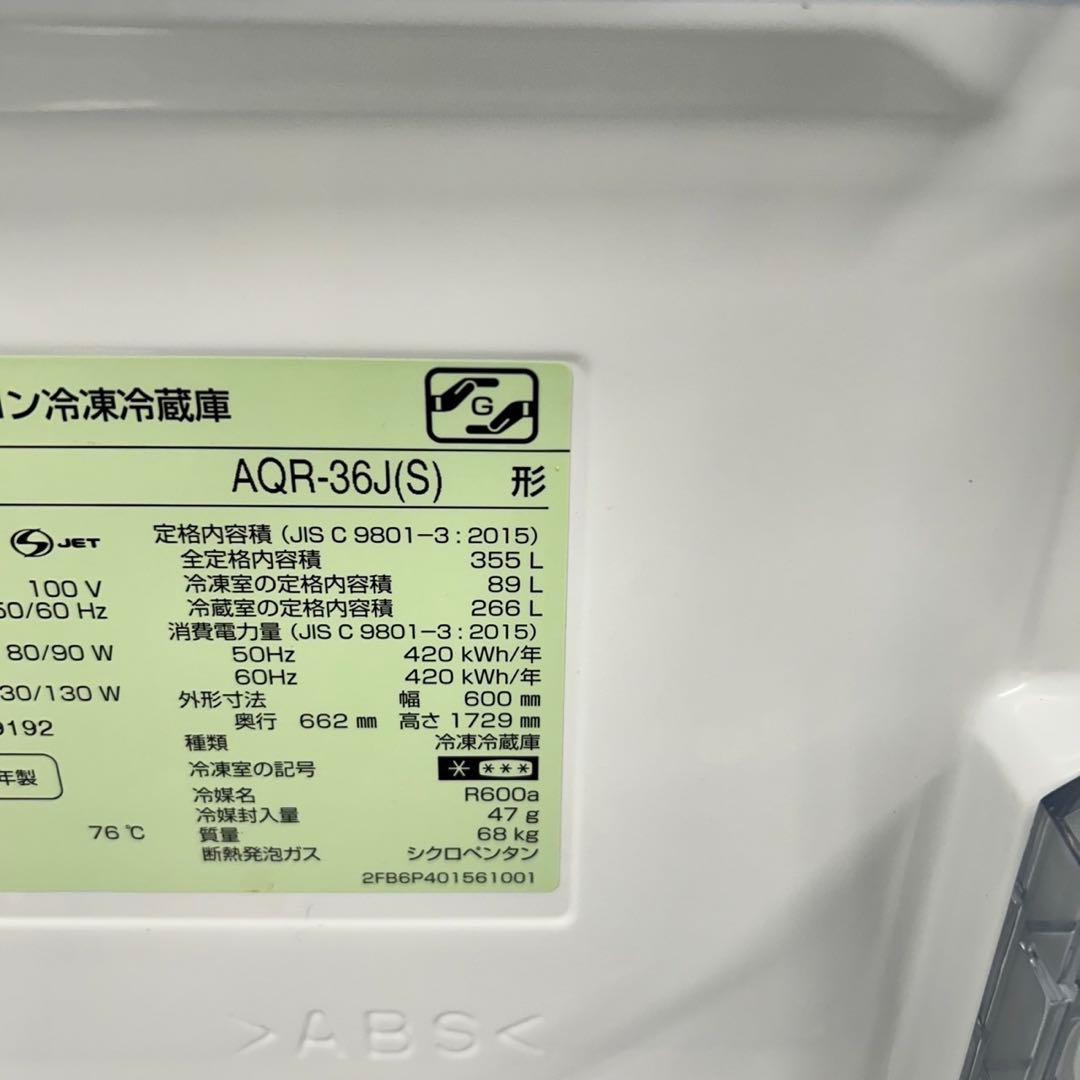 ン冷凍冷蔵庫
G
AQR-36J(S) 形
JET
100 V
50/60 Hz
80/90 W
30/130 W
9192
年製
76 ℃
定格内容積 (JIS C 9801-3 : 2015)
全定格内容積 355 L
冷凍室の定格内容積 89 L
冷蔵室の定格内容積 266 L
消費電力量 (JIS C 9801-3 : 2015)
50Hz 420 kWh/年
60Hz 420 kWh/年
外形寸法 幅 600 mm
奥行 662 mm 高さ 1729 mm
種類 冷凍冷蔵庫
冷凍室の記号 * ***
冷媒名 R600a
冷媒封入量 47 g
質量 68 kg
断熱発泡ガス シクロペンタン
2FB6P401561001
>ABS<